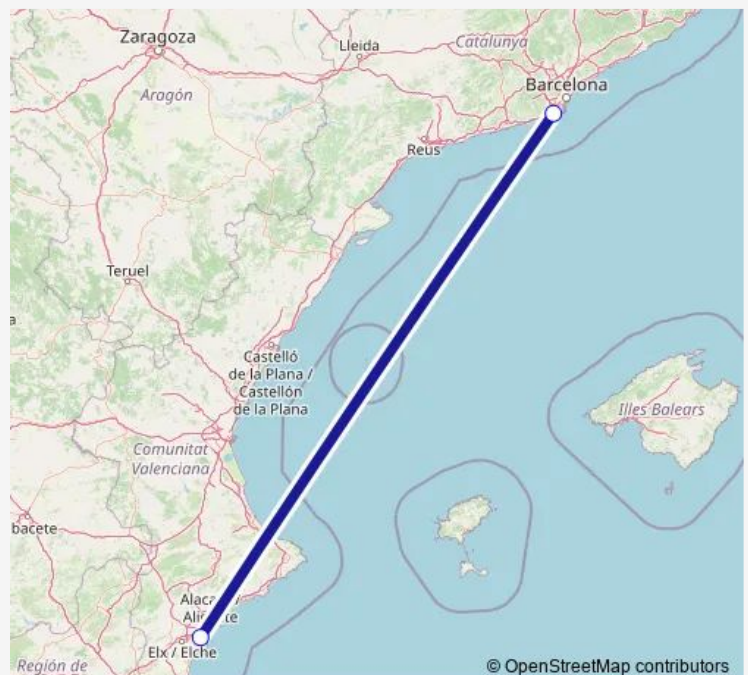 Zaragoza
Lleida
Catalunya
Barcelona
Aragón
Reus
Teruel
a
Castelló
de la Plana /
Castellón
de la Plana
Illes Balears
Comunitat
Valenciana
bacete
Elx / Elche
Región de
© OpenStreetMap contributors